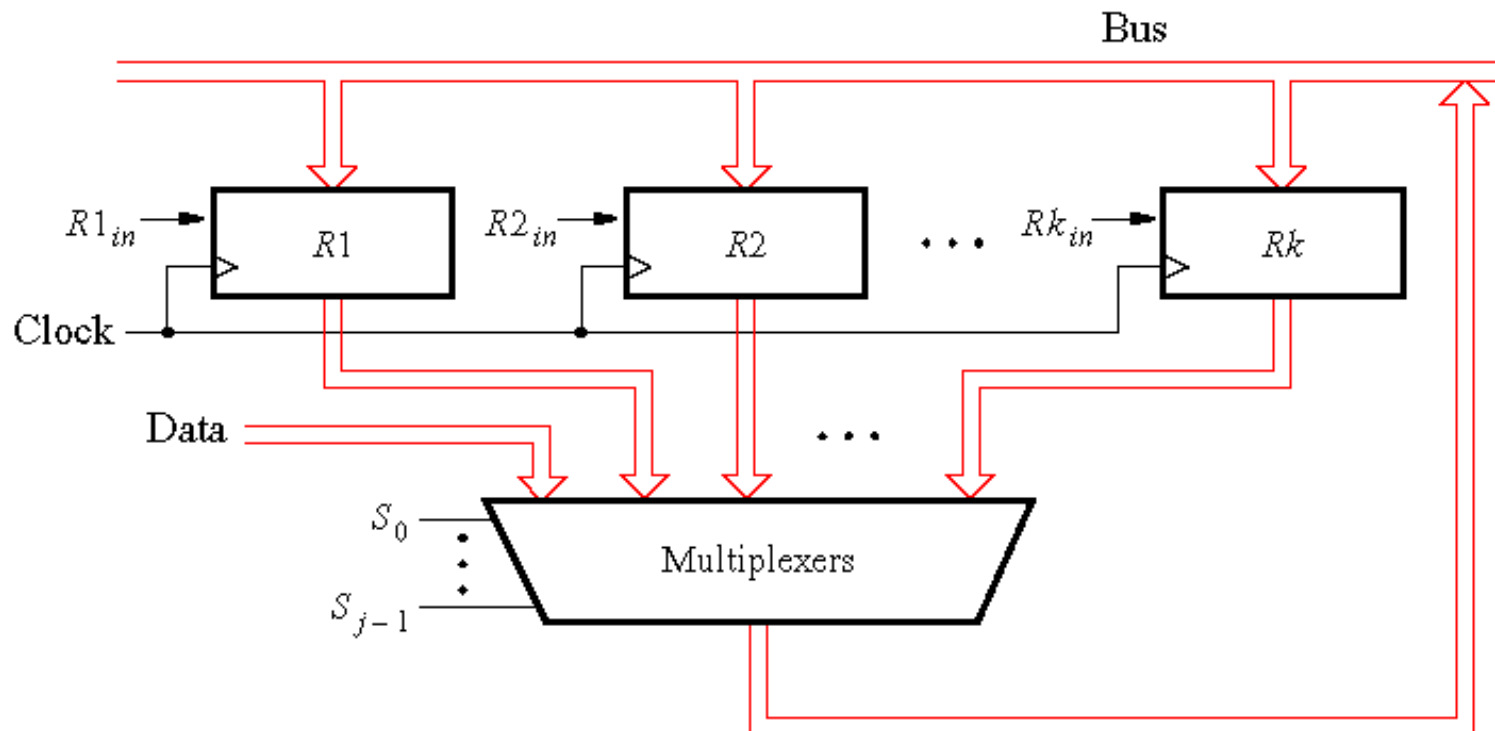 Bus
R1in
R1
R2in
R2
Rkin
Rk
Clock
Data
S0
Multiplexers
Sj−1